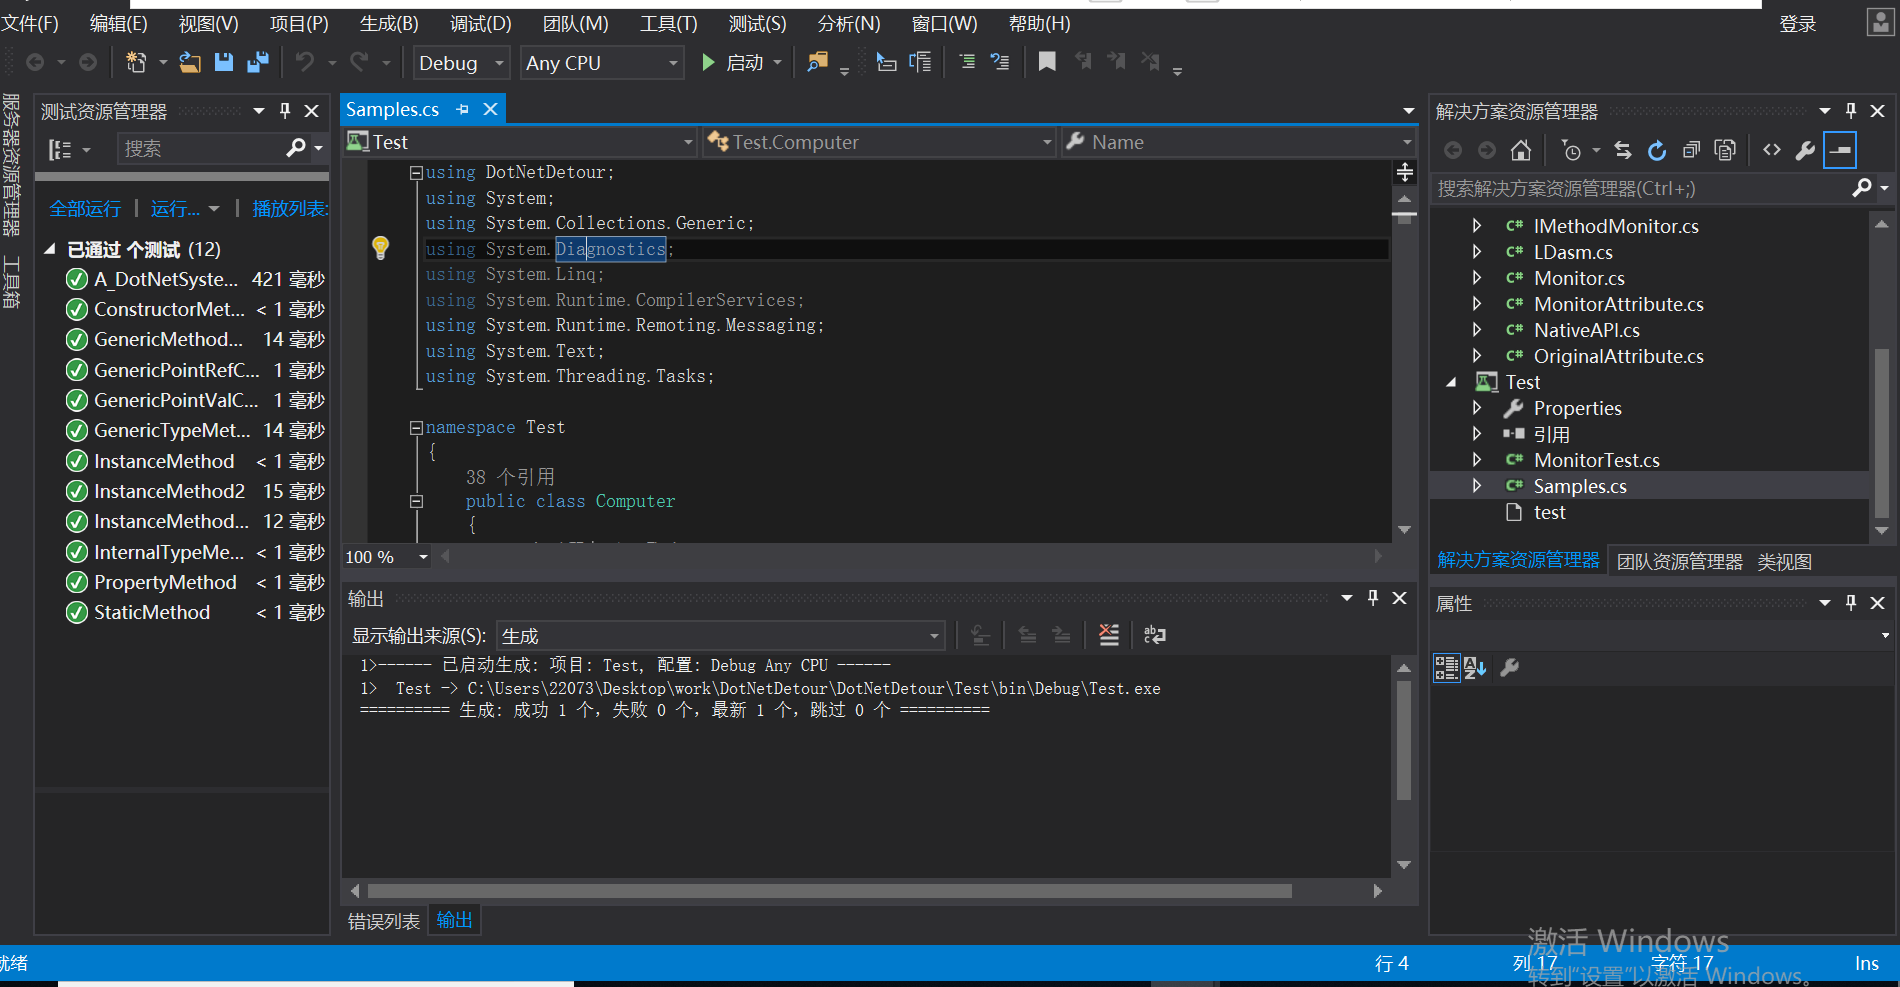 文件(F) 编辑(E) 视图(V) 项目(P) 生成(B) 调试(D) 团队(M) 工具(T) 测试(S) 分析(N) 窗口(W) 帮助(H) 登录
Debug Any CPU 启动
服务器资源管理器
工具箱
测试资源管理器
搜索
全部运行 | 运行... | 播放列表:
已通过 个测试 (12)
A_DotNetSyste... 421 毫秒
ConstructorMet... < 1 毫秒
GenericMethod... 14 毫秒
GenericPointRefC... 1 毫秒
GenericPointValC... 1 毫秒
GenericTypeMet... 14 毫秒
InstanceMethod < 1 毫秒
InstanceMethod2 15 毫秒
InstanceMethod... 12 毫秒
InternalTypeMe... < 1 毫秒
PropertyMethod < 1 毫秒
StaticMethod < 1 毫秒
Samples.cs
Test Test.Computer Name
using DotNetDetour;
using System;
using System.Collections.Generic;
using System.Diagnostics;
using System.Linq;
using System.Runtime.CompilerServices;
using System.Runtime.Remoting.Messaging;
using System.Text;
using System.Threading.Tasks;
namespace Test
{
38 个引用
public class Computer
{
100 %
输出
显示输出来源(S): 生成
1>------ 已启动生成: 项目: Test, 配置: Debug Any CPU ------
1> Test -> C:\Users\22073\Desktop\work\DotNetDetour\DotNetDetour\Test\bin\Debug\Test.exe
========== 生成: 成功 1 个，失败 0 个，最新 1 个，跳过 0 个 ==========
错误列表 输出
解决方案资源管理器
搜索解决方案资源管理器(Ctrl+;)
C# IMethodMonitor.cs
C# LDasm.cs
C# Monitor.cs
C# MonitorAttribute.cs
C# NativeAPI.cs
C# OriginalAttribute.cs
Test
Properties
引用
C# MonitorTest.cs
C# Samples.cs
test
解决方案资源管理器 团队资源管理器 类视图
属性
激活 Windows
转到"设置"以激活 Windows。
就绪 行 4 列 17 字符 17 Ins